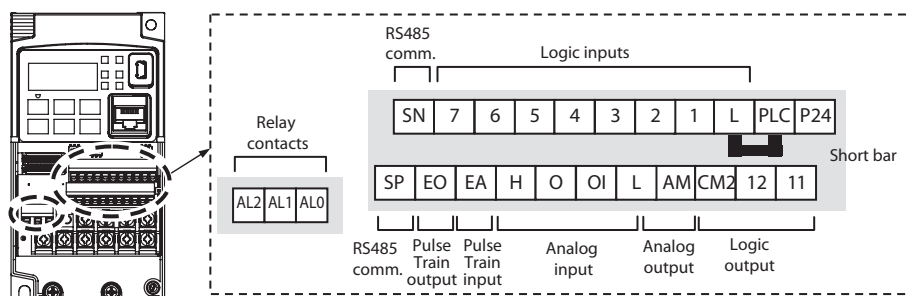 RS485
comm.
Logic inputs
SN 7 6 5 4 3 2 1 L PLC P24
Relay
contacts
Short bar
AL2 AL1 AL0
SP EO EA H O OI L AM CM2 12 11
RS485
comm.
Pulse
Train
output
Pulse
Train
input
Analog
input
Analog
output
Logic
output